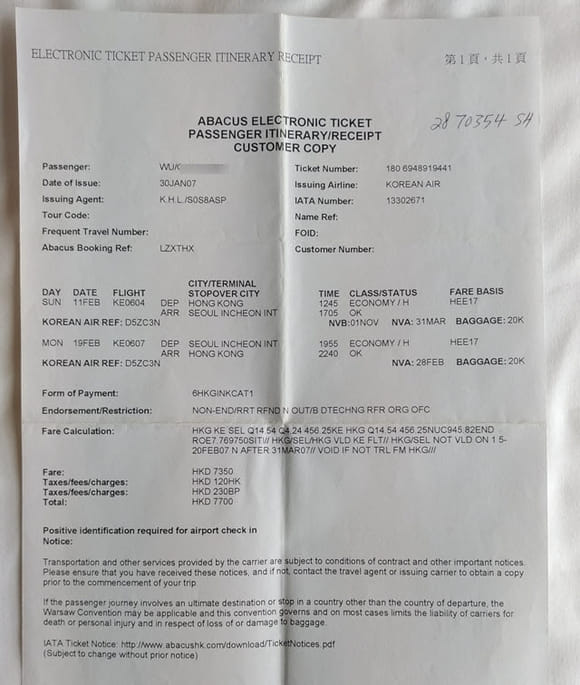 ELECTRONIC TICKET PASSENGER ITINERARY RECEIPT 第1頁，共1頁
ABACUS ELECTRONIC TICKET
PASSENGER ITINERARY/RECEIPT
CUSTOMER COPY
28 70354 SH
Passenger: WU/K Ticket Number: 180 6948919441
Date of Issue: 30JAN07 Issuing Airline: KOREAN AIR
Issuing Agent: K.H.L./S0S8ASP IATA Number: 13302671
Tour Code: Name Ref:
Frequent Travel Number: FOID:
Abacus Booking Ref: LZXTHX Customer Number:
CITY/TERMINAL
DAY DATE FLIGHT STOPOVER CITY TIME CLASS/STATUS FARE BASIS
SUN 11FEB KE0604 DEP HONG KONG 1245 ECONOMY / H HEE17
ARR SEOUL INCHEON INT 1705 OK
KOREAN AIR REF: D5ZC3N NVB:01NOV NVA: 31MAR BAGGAGE: 20K
MON 19FEB KE0607 DEP SEOUL INCHEON INT 1955 ECONOMY / H HEE17
ARR HONG KONG 2240 OK
KOREAN AIR REF: D5ZC3N NVA: 28FEB BAGGAGE: 20K
Form of Payment: 6HKGINKCAT1
Endorsement/Restriction: NON-END/RRT RFND N OUT/B DTECHNG RFR ORG OFC
Fare Calculation: HKG KE SEL Q14.54 Q4.24 456.25KE HKG Q14.54 456.25NUC945.82END
ROE7.769750SITI// HKG/SEL/HKG VLD KE FLT// HKG/SEL NOT VLD ON 1 5-
20FEB07 N AFTER 31MAR07// VOID IF NOT TRL FM HKG///
Fare: HKD 7350
Taxes/fees/charges: HKD 120HK
Taxes/fees/charges: HKD 230BP
Total: HKD 7700
Positive identification required for airport check in
Notice:
Transportation and other services provided by the carrier are subject to conditions of contract and other important notices.
Please ensure that you have received these notices, and if not, contact the travel agent or issuing carrier to obtain a copy
prior to the commencement of your trip.
If the passenger journey involves an ultimate destination or stop in a country other than the country of departure, the
Warsaw Convention may be applicable and this convention governs and on most cases limits the liability of carriers for
death or personal injury and in respect of loss of or damage to baggage.
IATA Ticket Notice: http://www.abacushk.com/download/TicketNotices.pdf
(Subject to change without prior notice)